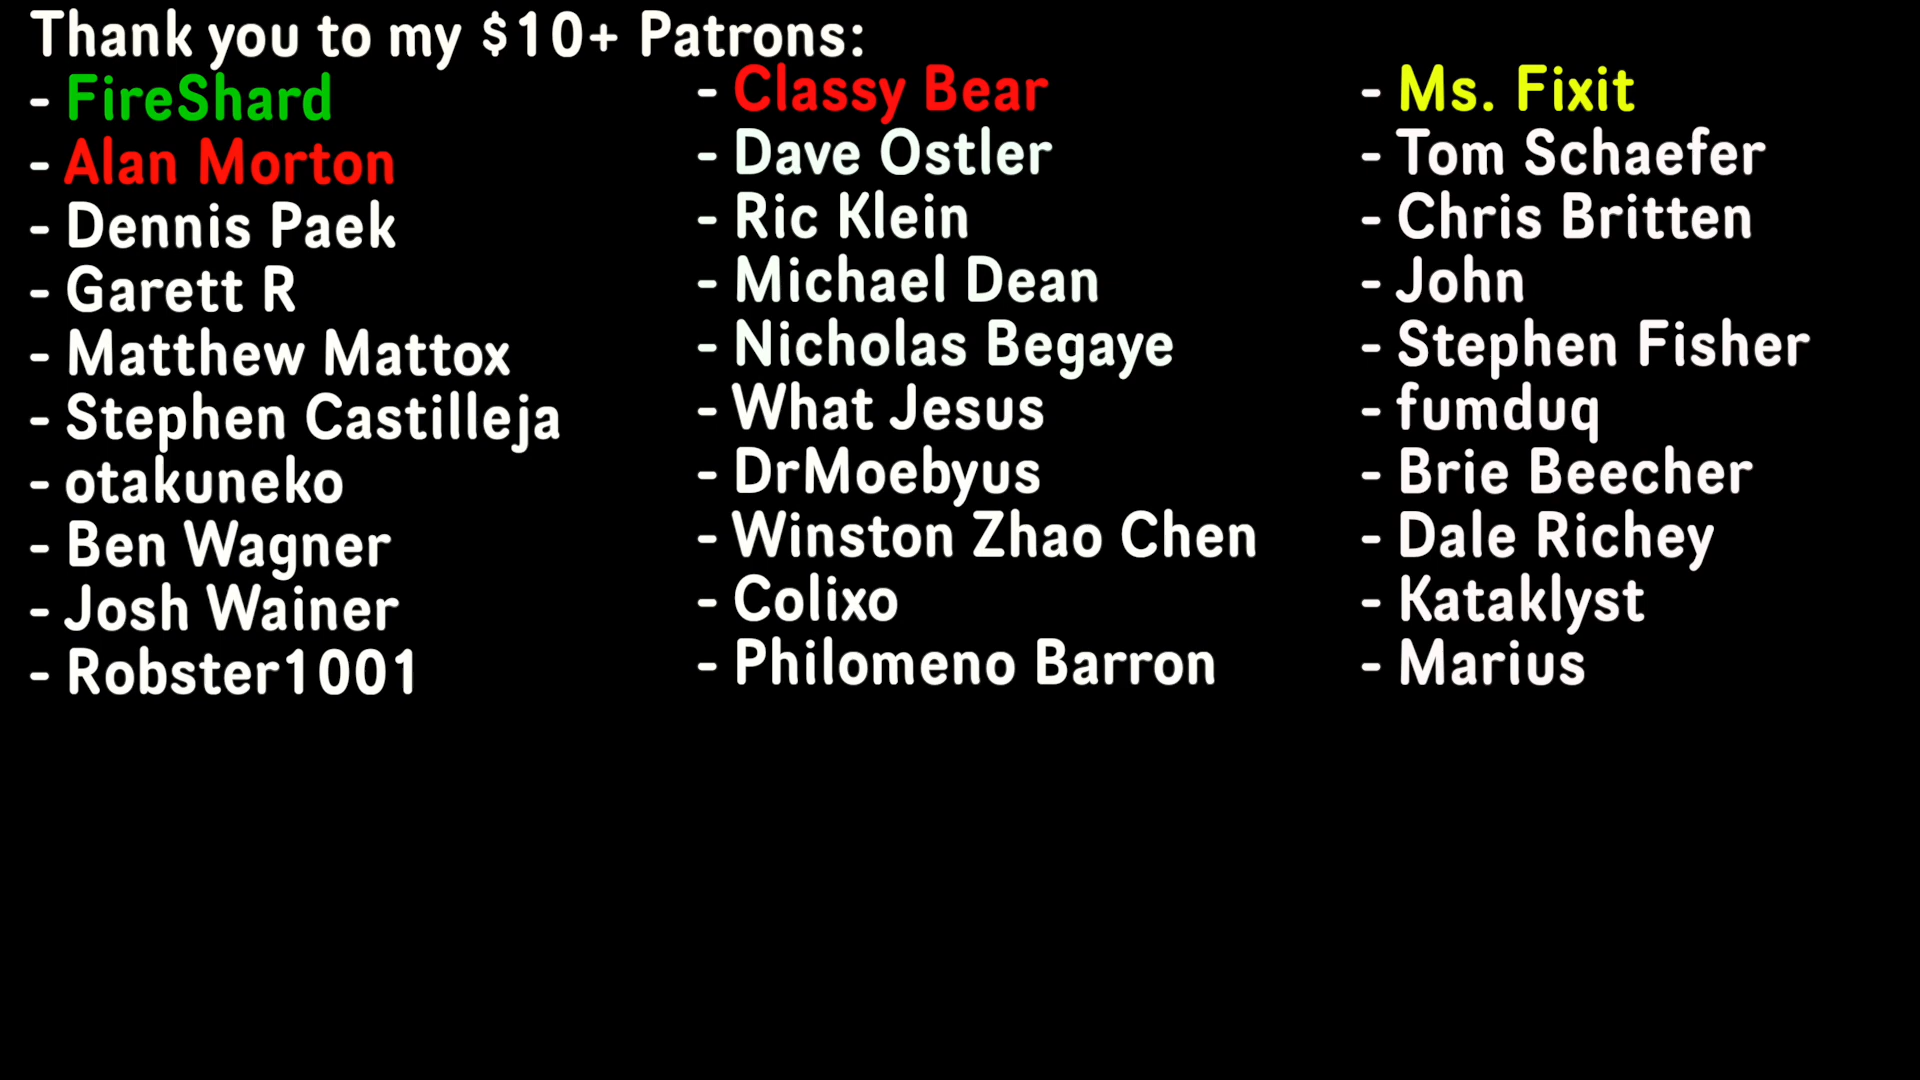 Thank you to my $10+ Patrons:
- FireShard
- Alan Morton
- Dennis Paek
- Garett R
- Matthew Mattox
- Stephen Castilleja
- otakuneko
- Ben Wagner
- Josh Wainer
- Robster1001
- Classy Bear
- Dave Ostler
- Ric Klein
- Michael Dean
- Nicholas Begaye
- What Jesus
- DrMoebyus
- Winston Zhao Chen
- Colixo
- Philomeno Barron
- Ms. Fixit
- Tom Schaefer
- Chris Britten
- John
- Stephen Fisher
- fumduq
- Brie Beecher
- Dale Richey
- Kataklyst
- Marius